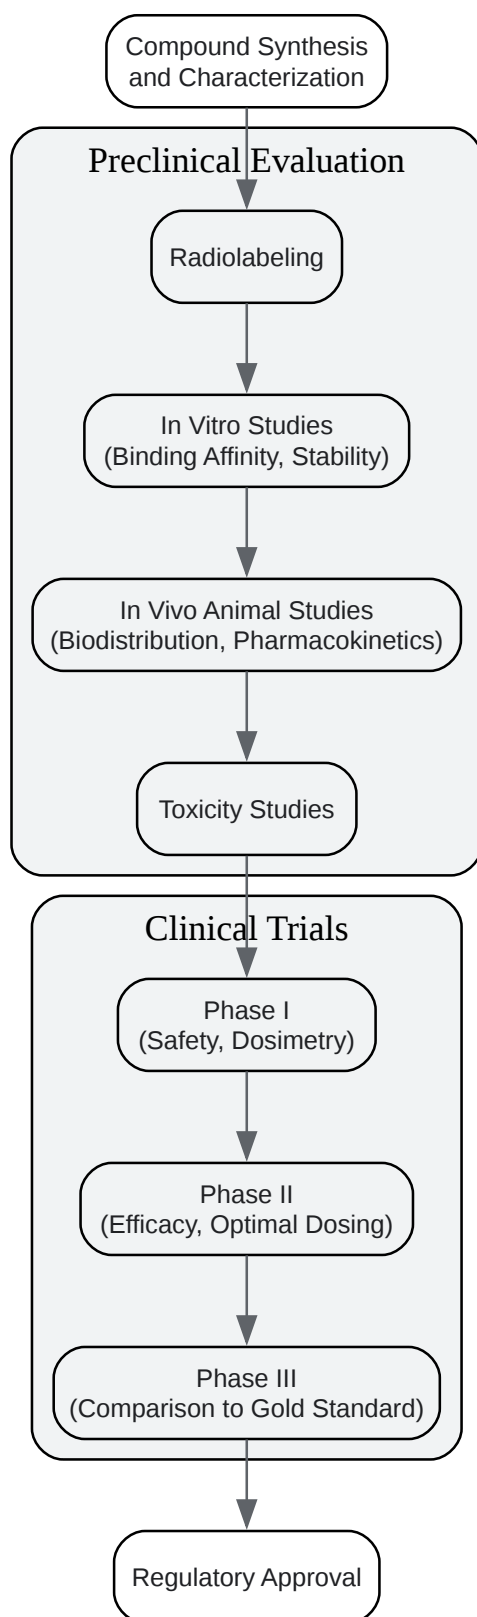 Compound Synthesis
and Characterization
Preclinical Evaluation
Radiolabeling
In Vitro Studies
(Binding Affinity, Stability)
In Vivo Animal Studies
(Biodistribution, Pharmacokinetics)
Toxicity Studies
Clinical Trials
Phase I
(Safety, Dosimetry)
Phase II
(Efficacy, Optimal Dosing)
Phase III
(Comparison to Gold Standard)
Regulatory Approval